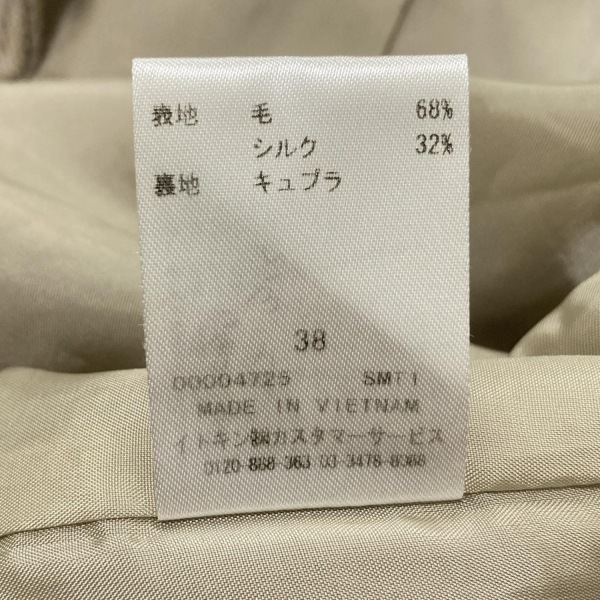 表地 毛 68%
シルク 32%
裏地 キュプラ
38
00004725 SMT1
MADE IN VIETNAM
イトキン㈱カスタマーサービス
0120-888-363 03-3478-8088